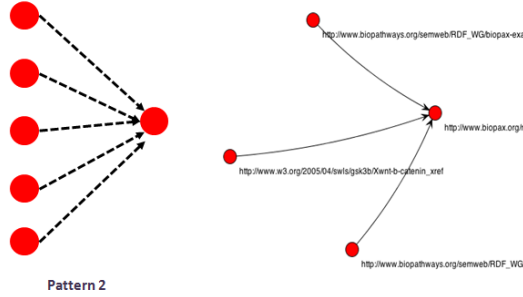 http://www.biopathways.org/semweb/RDF_WG/biopax-exa
http://www.biopax.org/r
http://www.w3.org/2005/04/swls/gsk3b/Xwnt-b-catenin_xref
http://www.biopathways.org/semweb/RDF_WG
Pattern 2